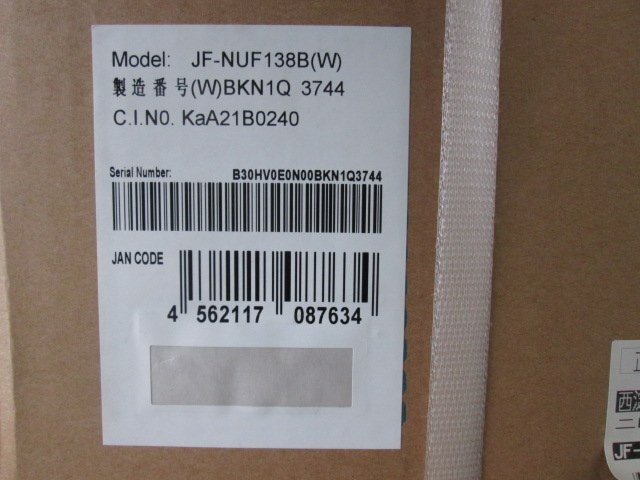 Model: JF-NUF138B(W)
製造番号(W)BKN1Q 3744
C.I.N0. KaA21B0240
Serial Number: B30HV0E0N00BKN1Q3744
JAN CODE
4 562117 087634
JF-